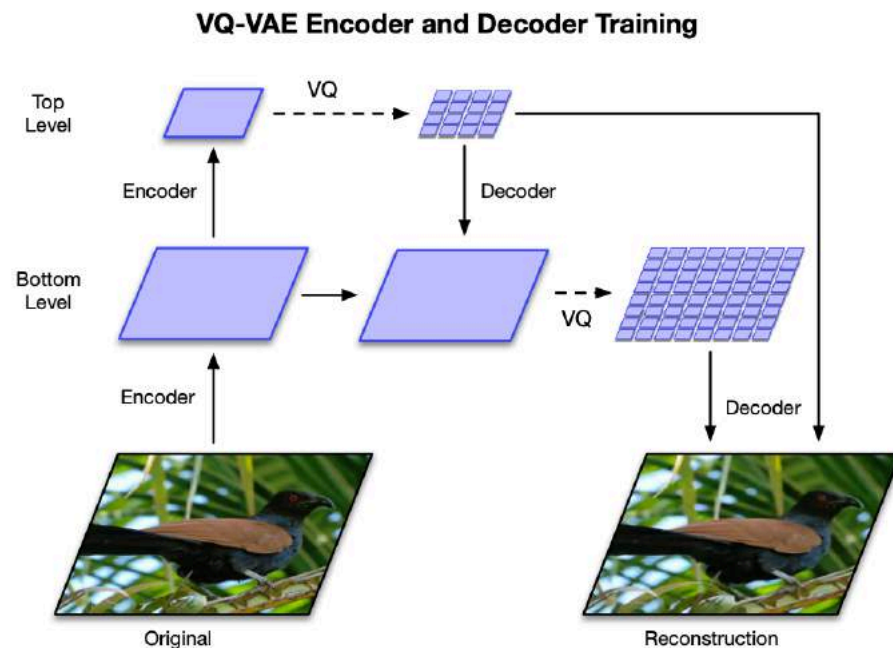 VQ-VAE Encoder and Decoder Training
Top
Level
VQ
Encoder
Decoder
Bottom
Level
VQ
Encoder
Decoder
Original
Reconstruction